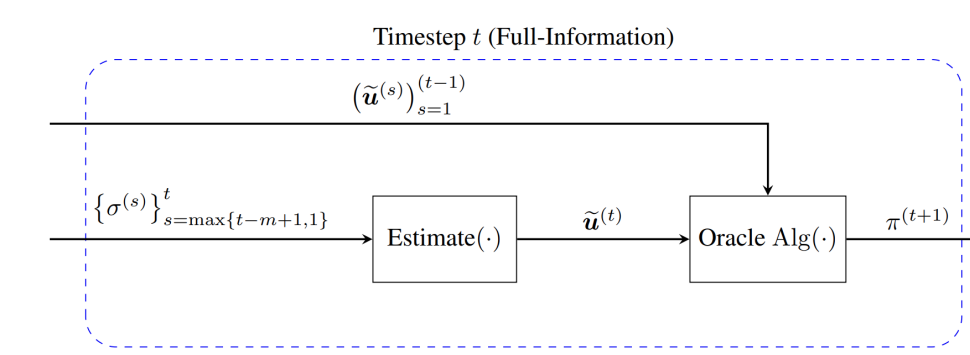 Timestep t (Full-Information)
(ũ^(s))_{s=1}^{(t−1)}
{σ^(s)}_{s=max{t−m+1,1}}^{t}
Estimate(·)
ũ^(t)
Oracle Alg(·)
π^(t+1)